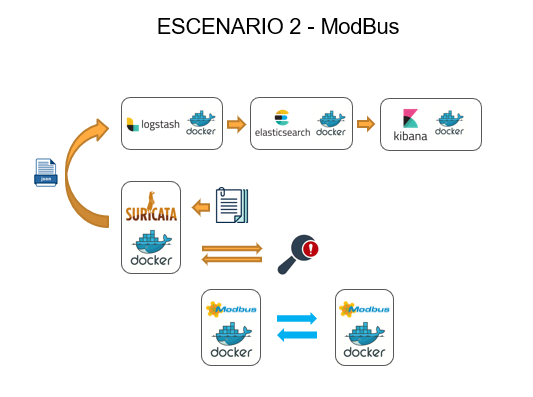 ESCENARIO 2 - ModBus
logstash
docker
elasticsearch
docker
kibana
docker
json
SURICATA
docker
Modbus
docker
Modbus
docker